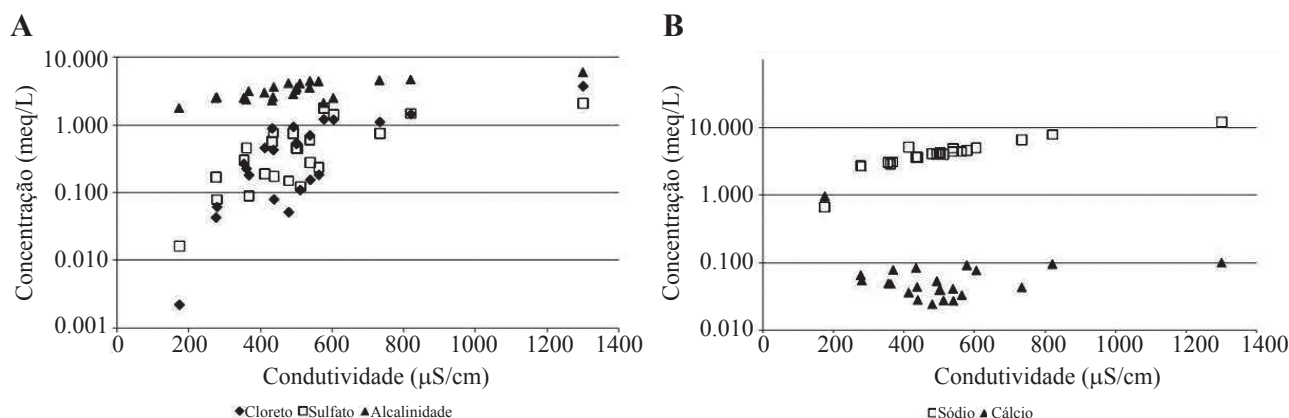 A
Concentração (meq/L)
10.000
1.000
0.100
0.010
0.001
0 200 400 600 800 1000 1200 1400
Condutividade (µS/cm)
Cloreto Sulfato Alcalinidade
B
Concentração (meq/L)
10.000
1.000
0.100
0.010
0 200 400 600 800 1000 1200 1400
Condutividade (µS/cm)
Sódio Cálcio